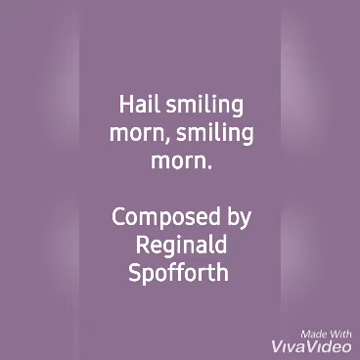 Hail smiling
morn, smiling
morn.
Composed by
Reginald
Spofforth
Made With
VivaVideo